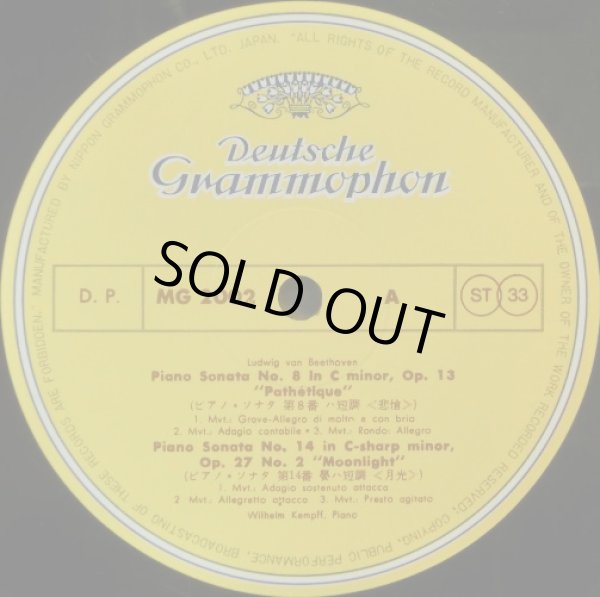 MANUFACTURED BY NIPPON GRAMMOPHON CO., LTD. JAPAN. "ALL RIGHTS OF THE RECORD MANUFACTURER AND OF THE OWNER OF THE WORK RECORDED RESERVED; COPYING, PUBLIC PERFORMANCE, BROADCASTING OF THESE RECORDS ARE FORBIDDEN."
Deutsche
Grammophon
D. P. MG 2002 A ST 33
SOLD OUT
Ludwig van Beethoven
Piano Sonata No. 8 in C minor, Op. 13
"Pathétique"
(ピアノ・ソナタ 第8番 ハ短調 <悲愴>)
1. Mvt.: Grave-Allegro di molto e con brio
2. Mvt.: Adagio cantabile • 3. Mvt.: Rondo: Allegro
Piano Sonata No. 14 in C-sharp minor,
Op. 27 No. 2 "Moonlight"
(ピアノ・ソナタ 第14番 嬰ハ短調 <月光>)
1. Mvt.: Adagio sostenuto attacca
2. Mvt.: Allegretto attacca 3. Mvt.: Presto agitato
Wilhelm Kempff, Piano